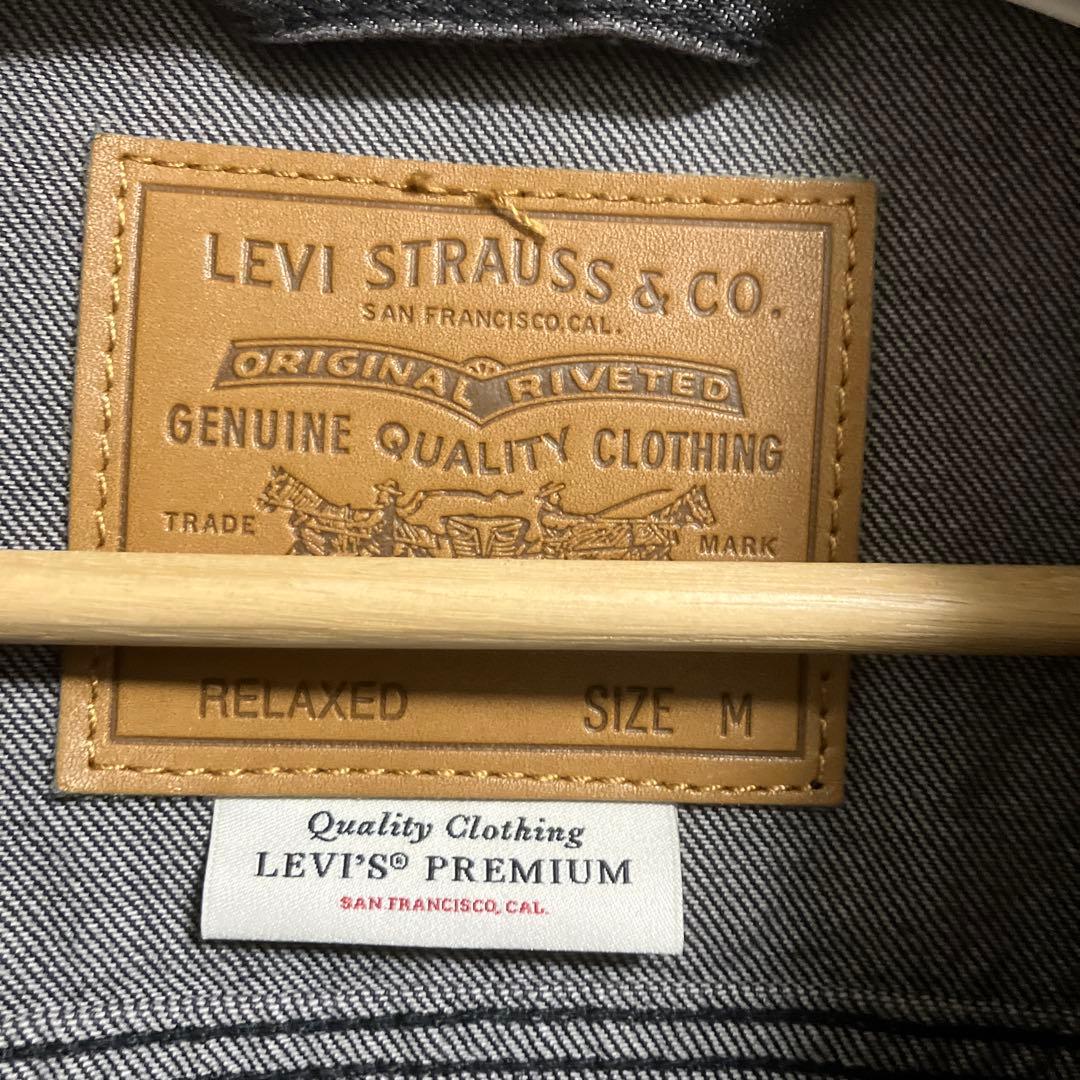 LEVI STRAUSS & CO.
SAN FRANCISCO, CAL.
ORIGINAL RIVETED
GENUINE QUALITY CLOTHING
TRADE MARK
RELAXED SIZE M
Quality Clothing
LEVI'S® PREMIUM
SAN FRANCISCO, CAL.